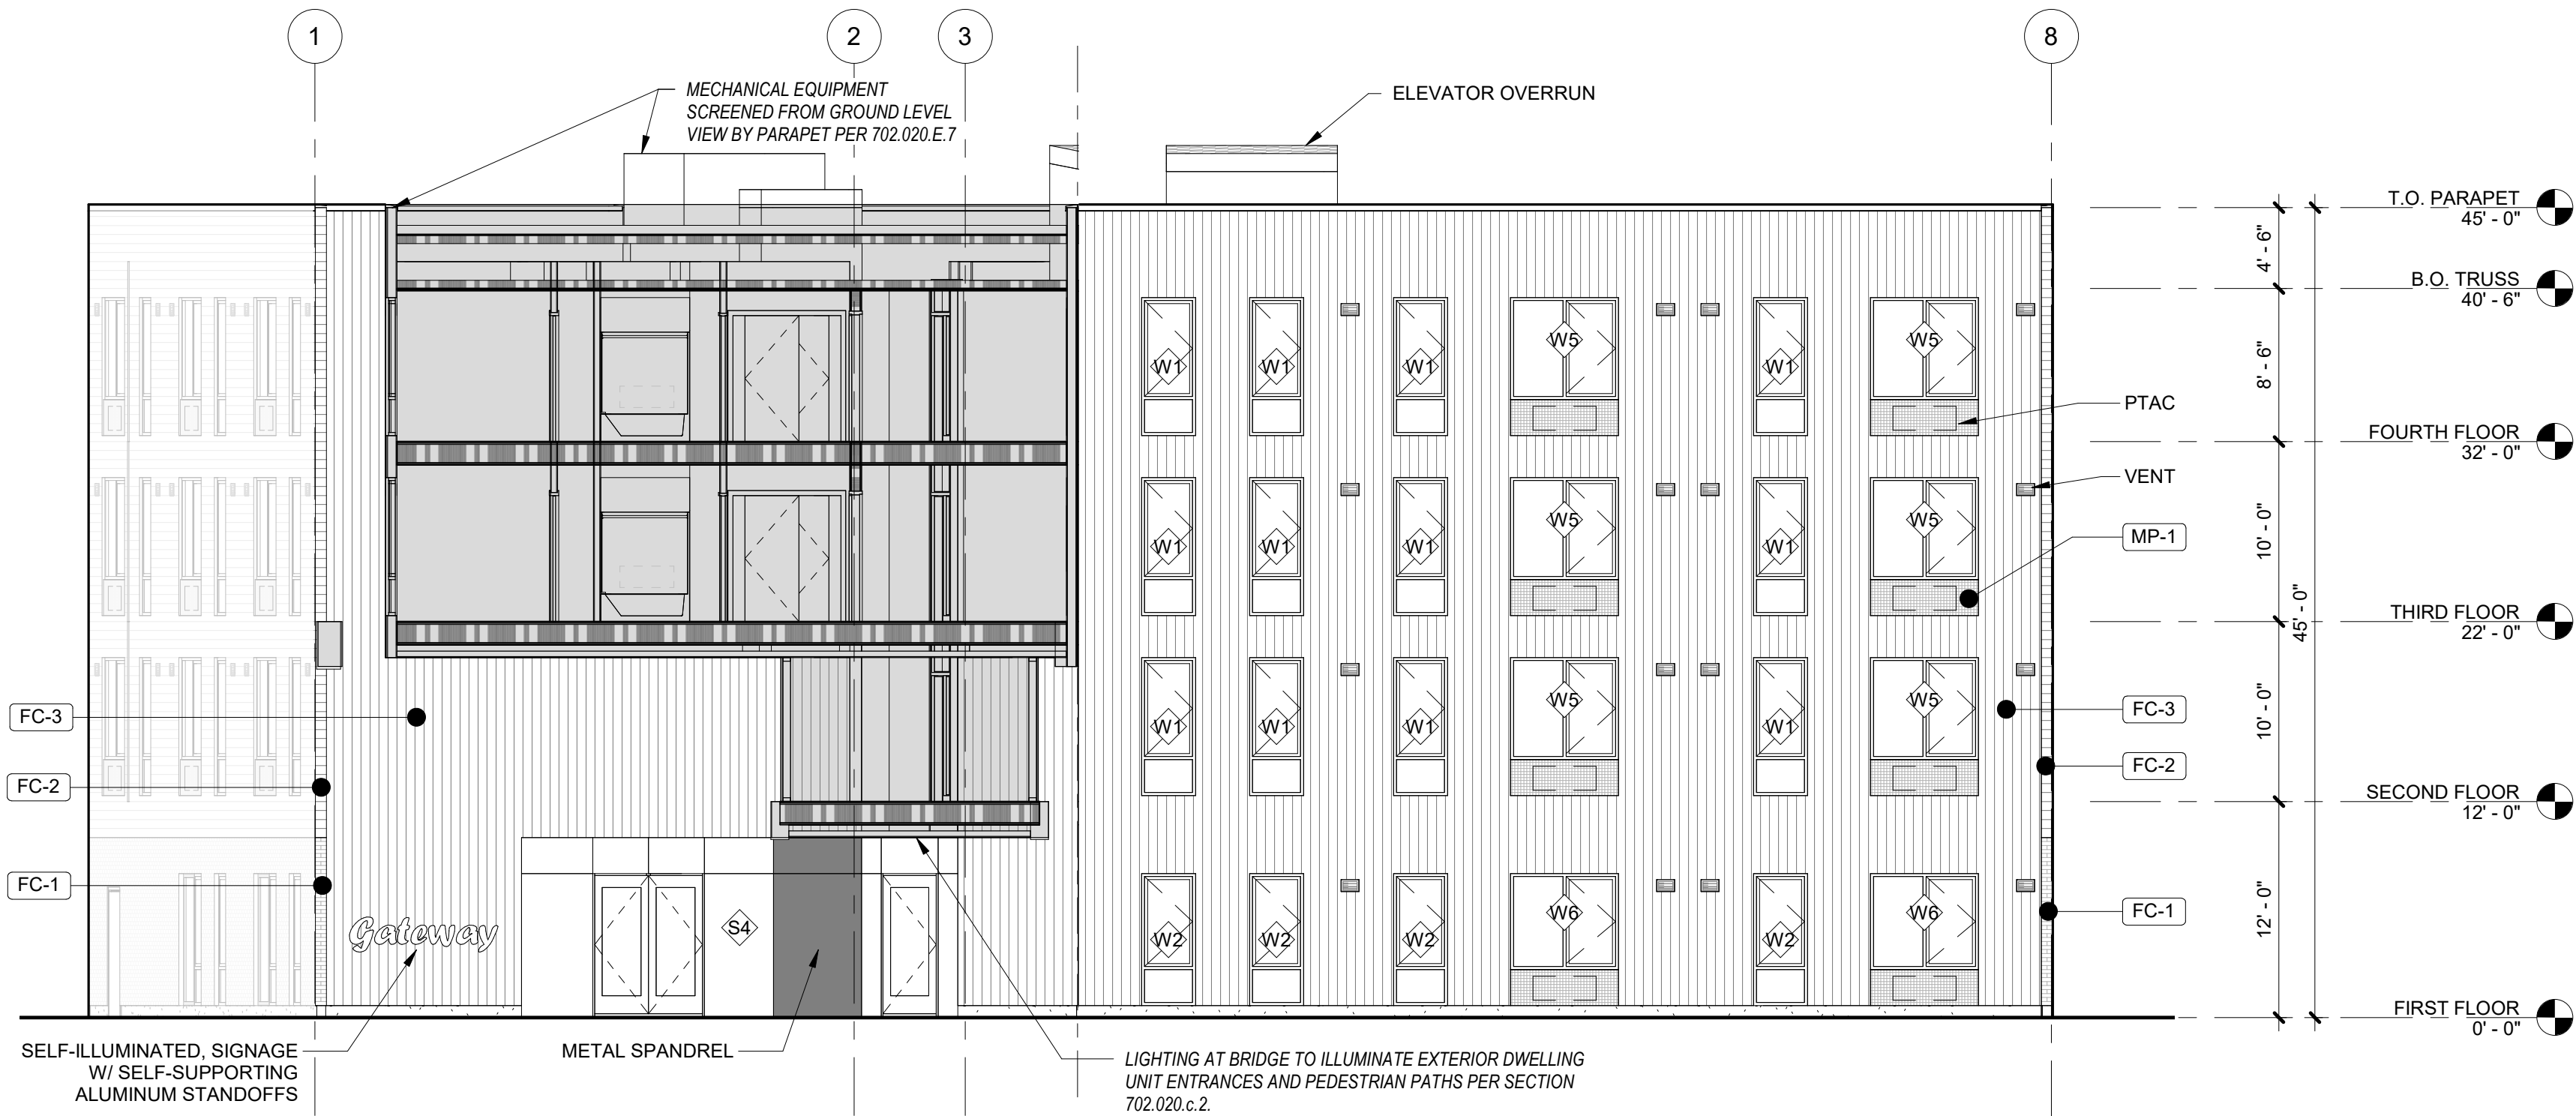 1
2
3
8
MECHANICAL EQUIPMENT
SCREENED FROM GROUND LEVEL
VIEW BY PARAPET PER 702.020.E.7
ELEVATOR OVERRUN
T.O. PARAPET
45' - 0"
4' - 6"
B.O. TRUSS
40' - 6"
W1
W1
W1
W5
W1
W5
8' - 6"
PTAC
FOURTH FLOOR
32' - 0"
VENT
W1
W1
W1
W5
W1
W5
MP-1
10' - 0"
45' - 0"
THIRD FLOOR
22' - 0"
FC-3
W1
W1
W1
W5
W1
W5
FC-3
10' - 0"
FC-2
FC-2
SECOND FLOOR
12' - 0"
FC-1
Gateway
S4
W2
W2
W2
W6
W2
W6
FC-1
12' - 0"
FIRST FLOOR
0' - 0"
SELF-ILLUMINATED, SIGNAGE
W/ SELF-SUPPORTING
ALUMINUM STANDOFFS
METAL SPANDREL
LIGHTING AT BRIDGE TO ILLUMINATE EXTERIOR DWELLING
UNIT ENTRANCES AND PEDESTRIAN PATHS PER SECTION
702.020.c.2.